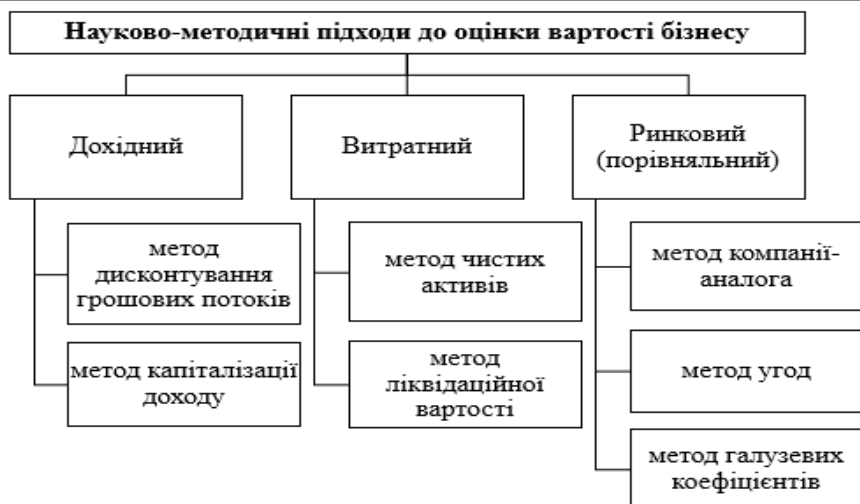 Науково-методичні підходи до оцінки вартості бізнесу
Дохідний
Витратний
Ринковий
(порівняльний)
метод
дисконтування
грошових потоків
метод капіталізації
доходу
метод чистих
активів
метод
ліквідаційної
вартості
метод компанії-
аналога
метод угод
метод галузевих
коефіцієнтів